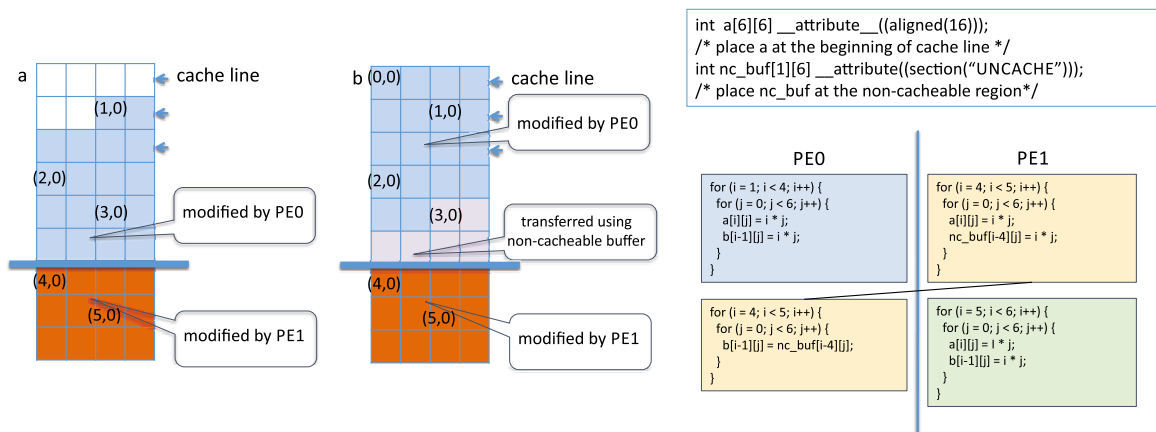 a
cache line
(1,0)
(2,0)
(3,0)
modified by PE0
(4,0)
(5,0)
modified by PE1
b
(0,0)
cache line
(1,0)
modified by PE0
(2,0)
(3,0)
transferred using
non-cacheable buffer
(4,0)
(5,0)
modified by PE1
int a[6][6] __attribute__((aligned(16)));
/* place a at the beginning of cache line */
int nc_buf[1][6] __attribute((section(“UNCACHE”)));
/* place nc_buf at the non-cacheable region*/
PE0
for (i = 1; i < 4; i++) {
for (j = 0; j < 6; j++) {
a[i][j] = i * j;
b[i-1][j] = i * j;
}
}
for (i = 4; i < 5; i++) {
for (j = 0; j < 6; j++) {
b[i-1][j] = nc_buf[i-4][j];
}
}
PE1
for (i = 4; i < 5; i++) {
for (j = 0; j < 6; j++) {
a[i][j] = i * j;
nc_buf[i-4][j] = i * j;
}
}
for (i = 5; i < 6; i++) {
for (j = 0; j < 6; j++) {
a[i][j] = I * j;
b[i-1][j] = i * j;
}
}